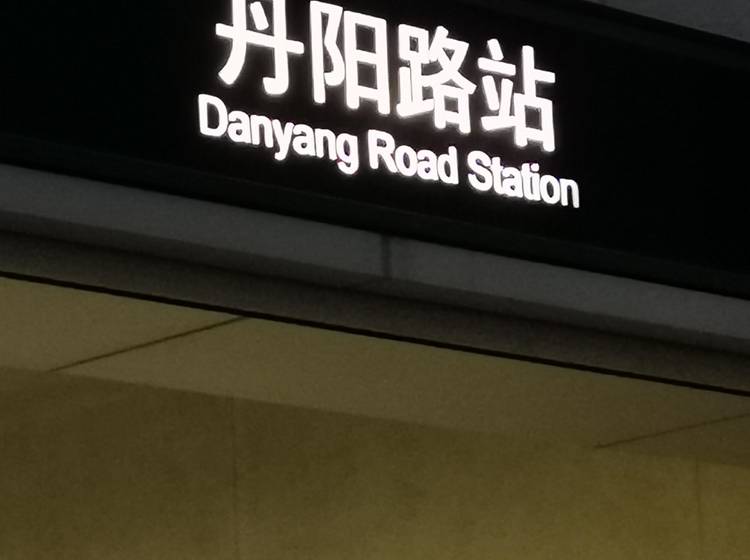 丹阳路站
Danyang Road Station